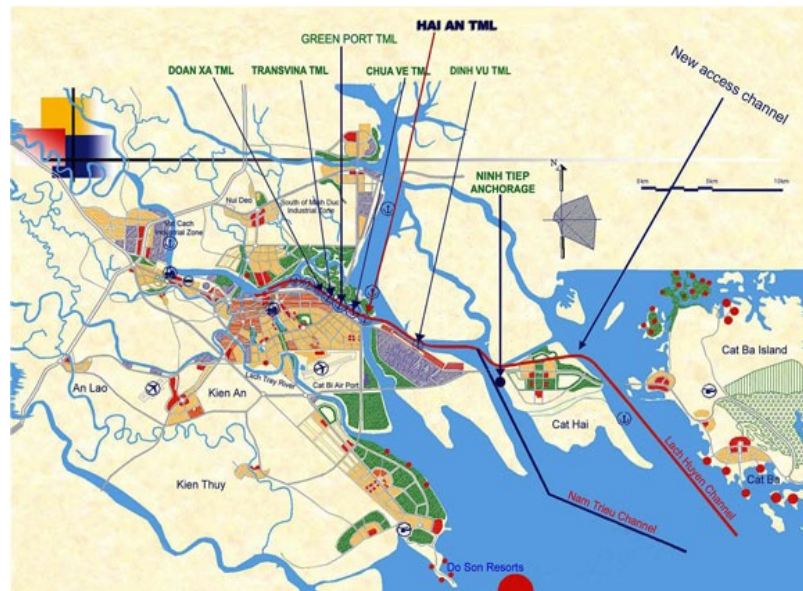 HAI AN TML
GREEN PORT TML
DOAN XA TML
TRANSVINA TML
CHUA VE TML
DINH VU TML
New access channel
NINH TIEP
ANCHORAGE
N
0km
5km
10km
Nui Deo
South of Minh Duc
Industrial Zone
Industrial Zone
Cat Ba Island
Lach Tray River
Cat Bi Air Port
An Lao
Kien An
Cat Hai
Cat Ba
Kien Thuy
Lach Huyen Channel
Nam Trieu Channel
Do Son Resorts